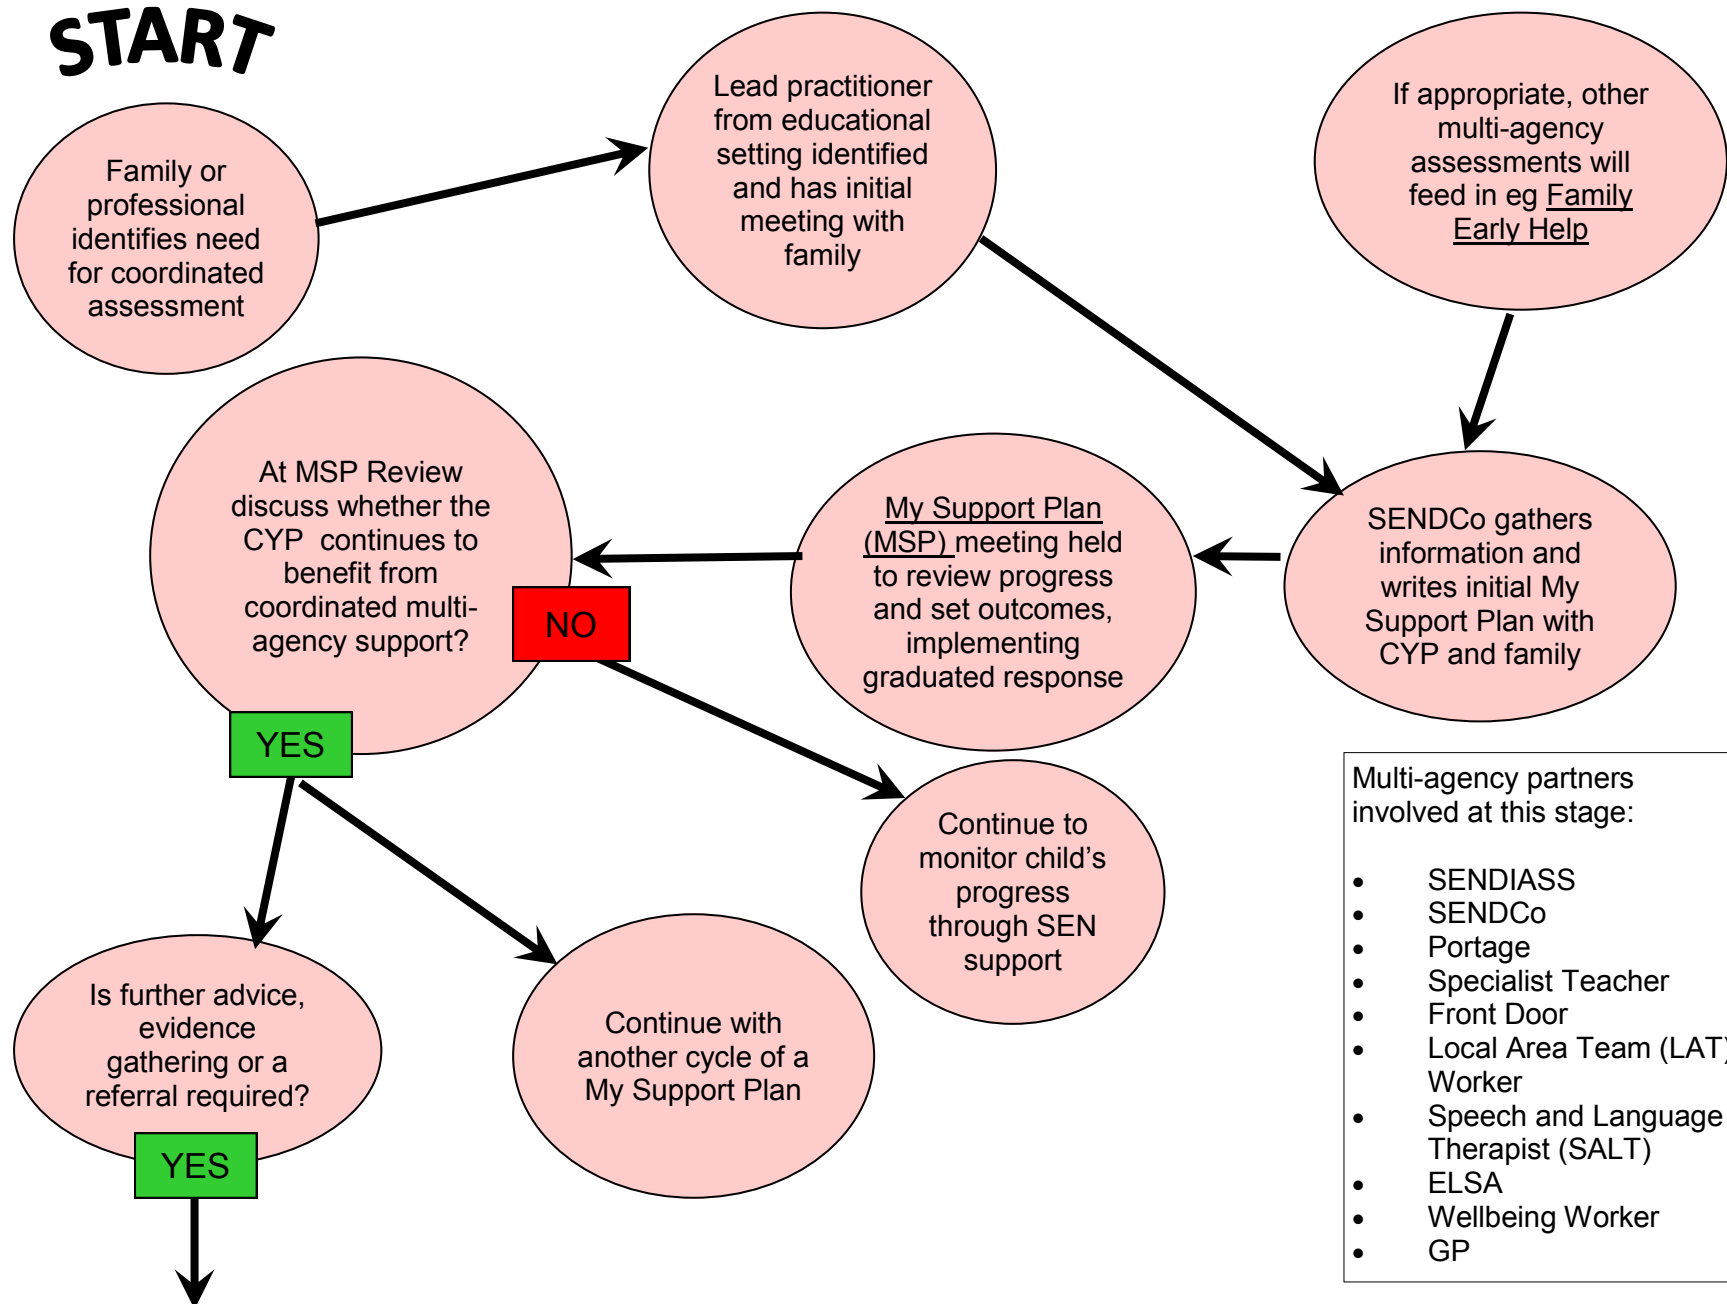 START
Family or
professional
identifies need
for coordinated
assessment
Lead practitioner
from educational
setting identified
and has initial
meeting with
family
If appropriate, other
multi-agency
assessments will
feed in eg Family
Early Help
SENDCo gathers
information and
writes initial My
Support Plan with
CYP and family
My Support Plan
(MSP) meeting held
to review progress
and set outcomes,
implementing
graduated response
At MSP Review
discuss whether the
CYP continues to
benefit from
coordinated multi-
agency support?
NO
YES
Continue to
monitor child’s
progress
through SEN
support
Continue with
another cycle of a
My Support Plan
Is further advice,
evidence
gathering or a
referral required?
YES
Multi-agency partners
involved at this stage:
• SENDIASS
• SENDCo
• Portage
• Specialist Teacher
• Front Door
• Local Area Team (LAT)
Worker
• Speech and Language
Therapist (SALT)
• ELSA
• Wellbeing Worker
• GP